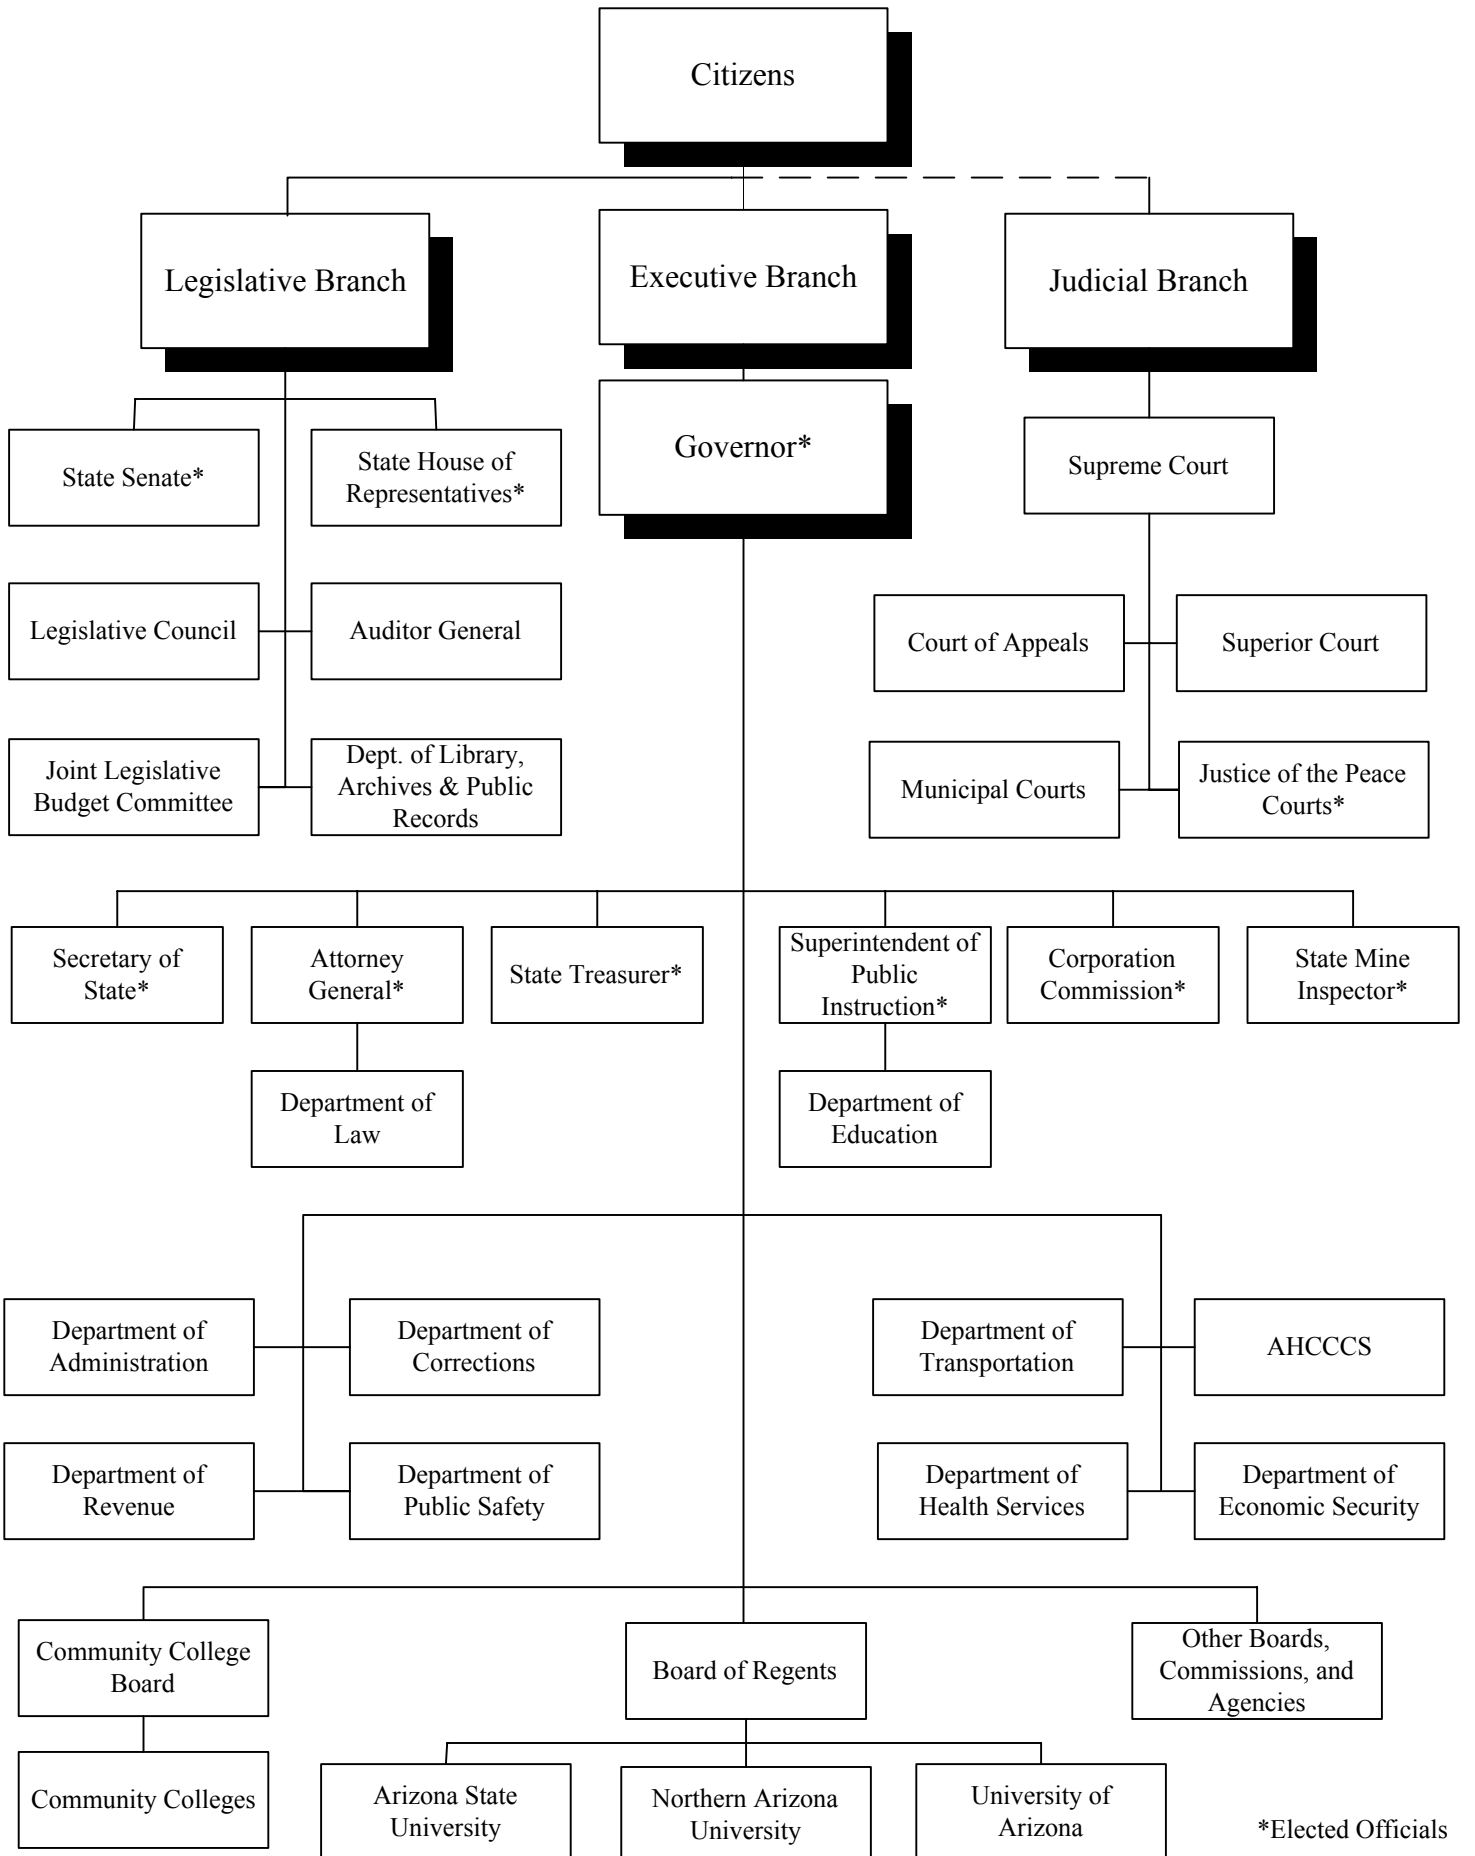 Citizens
Legislative Branch
Executive Branch
Judicial Branch
Governor*
State Senate*
State House of
Representatives*
Supreme Court
Legislative Council
Auditor General
Court of Appeals
Superior Court
Joint Legislative
Budget Committee
Dept. of Library,
Archives & Public
Records
Municipal Courts
Justice of the Peace
Courts*
Secretary of
State*
Attorney
General*
State Treasurer*
Superintendent of
Public
Instruction*
Corporation
Commission*
State Mine
Inspector*
Department of
Law
Department of
Education
Department of
Administration
Department of
Corrections
Department of
Transportation
AHCCCS
Department of
Revenue
Department of
Public Safety
Department of
Health Services
Department of
Economic Security
Community College
Board
Board of Regents
Other Boards,
Commissions, and
Agencies
Community Colleges
Arizona State
University
Northern Arizona
University
University of
Arizona
*Elected Officials